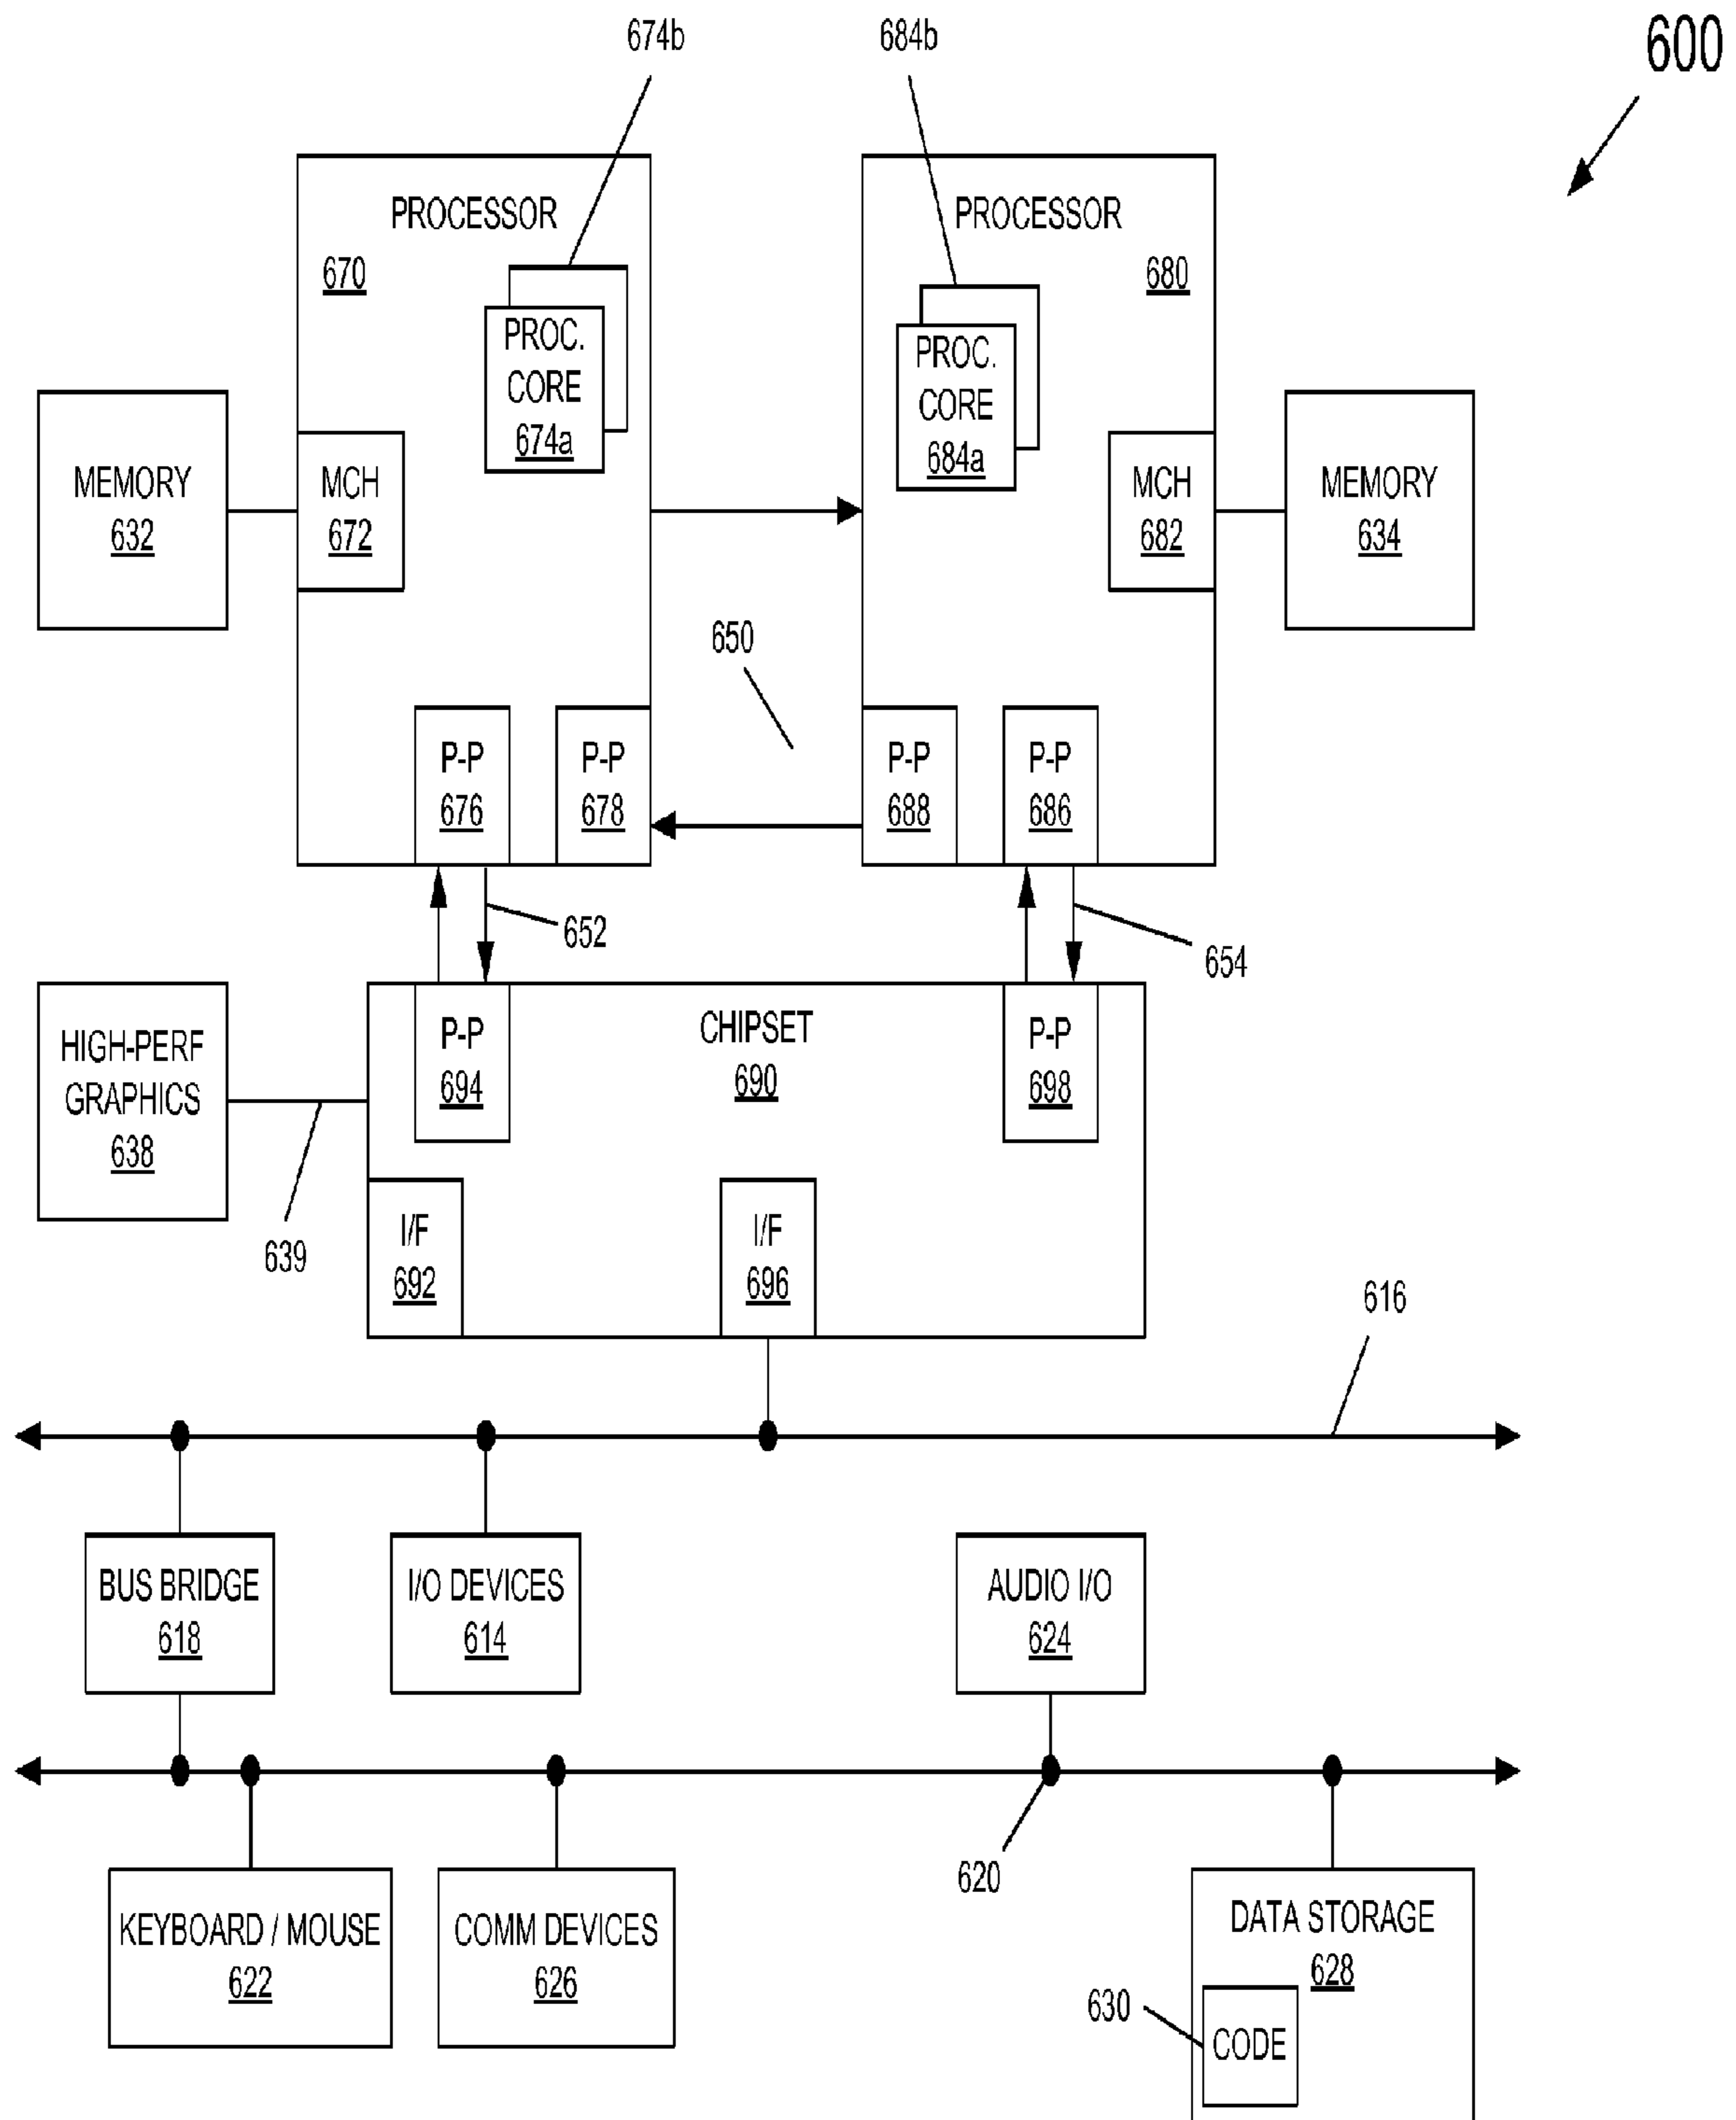 674b
684b
600
PROCESSOR
670
PROCESSOR
680
PROC.
CORE
674a
PROC.
CORE
684a
MEMORY
632
MCH
672
MCH
682
MEMORY
634
650
P-P
676
P-P
678
P-P
688
P-P
686
652
654
HIGH-PERF
GRAPHICS
638
P-P
694
CHIPSET
690
P-P
698
639
I/F
692
I/F
696
616
BUS BRIDGE
618
I/O DEVICES
614
AUDIO I/O
624
620
KEYBOARD / MOUSE
622
COMM DEVICES
626
DATA STORAGE
628
630
CODE